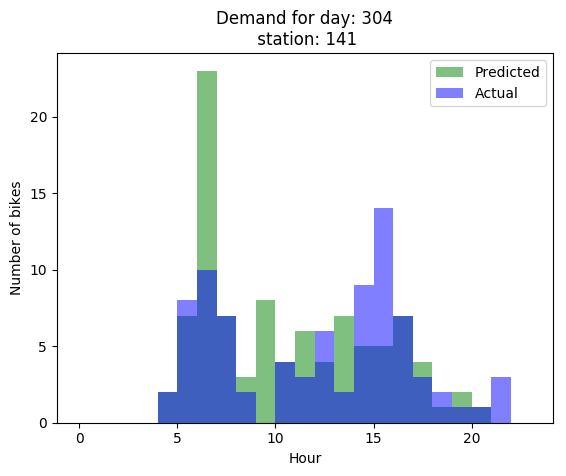 Demand for day: 304
station: 141
Predicted
Actual
Number of bikes
20
15
10
5
0
0
5
10
15
20
Hour